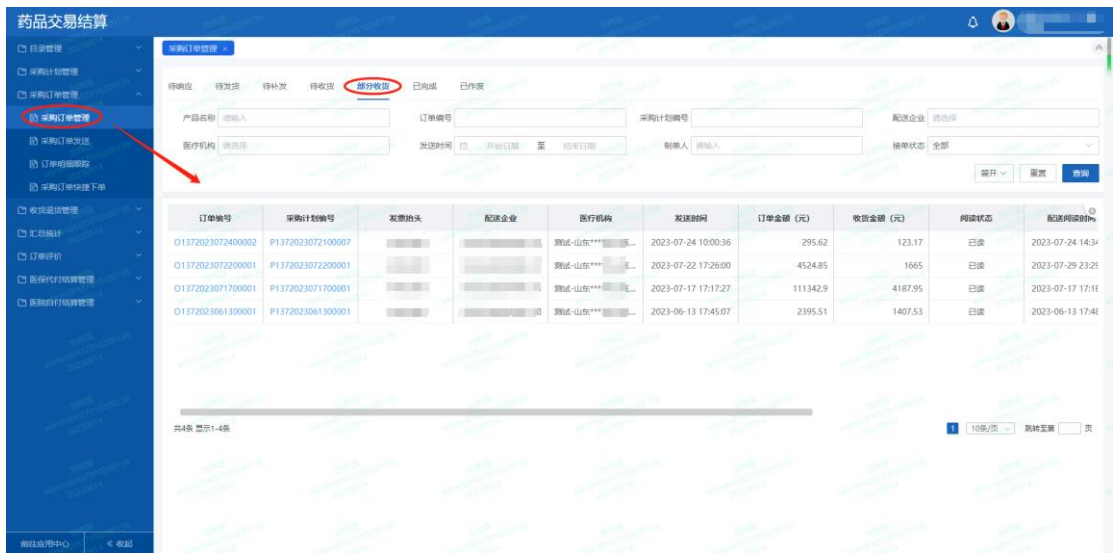 药品交易结算
目录管理
采购计划管理
采购订单管理
采购订单管理
采购订单发送
订单明细跟踪
采购订单快捷下单
收货退货管理
汇总统计
订单评价
医保代付结算管理
医院自付结算管理
前往应用中心 收起
采购订单管理 ×
待响应 待发货 待补发 待收货 部分收货 已完成 已作废
产品名称 请输入 订单编号 采购计划编号 配送企业 请选择
医疗机构 请选择 发送时间 开始日期 至 结束日期 制单人 请输入 接单状态 全部
展开 重置 查询
订单编号 采购计划编号 发票抬头 配送企业 医疗机构 发送时间 订单金额（元） 收货金额（元） 阅读状态 配送阅读时间
O1372023072400002 P1372023072100007 测试-山东*** 2023-07-24 10:00:36 295.62 123.17 已读 2023-07-24 14:34
O1372023072200001 P1372023072200001 测试-山东*** 2023-07-22 17:26:00 4524.85 1665 已读 2023-07-29 23:29
O1372023071700001 P1372023071700001 测试-山东*** 2023-07-17 17:17:27 111342.9 4187.95 已读 2023-07-17 17:18
O1372023061300001 P1372023061300001 测试-山东*** 2023-06-13 17:45:07 2395.51 1407.53 已读 2023-06-13 17:48
共4条 显示1-4条 1 10条/页 跳转至第 页